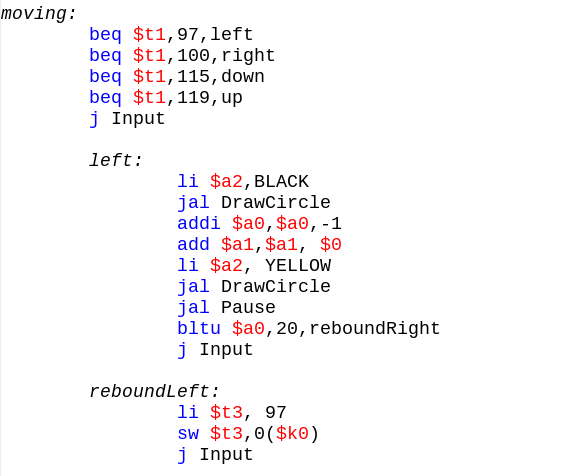 moving:
beq $t1,97,left
beq $t1,100,right
beq $t1,115,down
beq $t1,119,up
j Input
left:
li $a2,BLACK
jal DrawCircle
addi $a0,$a0,-1
add $a1,$a1, $0
li $a2, YELLOW
jal DrawCircle
jal Pause
bltu $a0,20,reboundRight
j Input
reboundLeft:
li $t3, 97
sw $t3,0($k0)
j Input